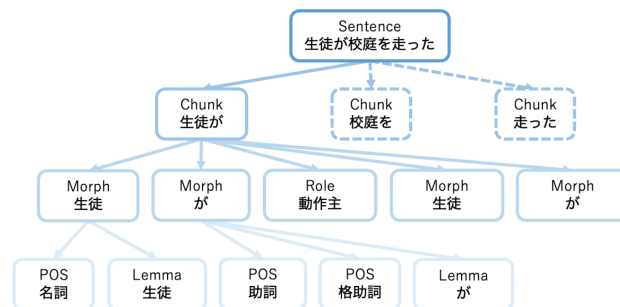 Sentence
生徒が校庭を走った
Chunk
生徒が
Chunk
校庭を
Chunk
走った
Morph
生徒
Morph
が
Role
動作主
Morph
生徒
Morph
が
POS
名詞
Lemma
生徒
POS
助詞
POS
格助詞
Lemma
が